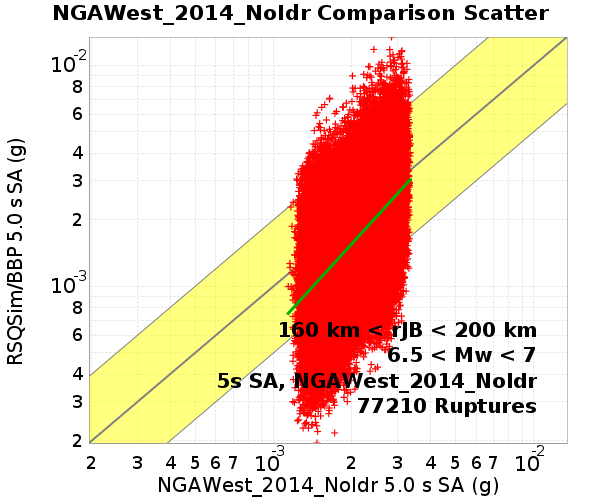 NGAWest_2014_NoIdr Comparison Scatter
RSQSim/BBP 5.0 s SA (g)
10-2
8
6
4
3
2
10-3
8
6
4
3
2
160 km < rJB < 200 km
6.5 < Mw < 7
5s SA, NGAWest_2014_NoIdr
77210 Ruptures
2 3 4 5 6 7 10-3 2 3 4 5 6 7 10-2
NGAWest_2014_NoIdr 5.0 s SA (g)